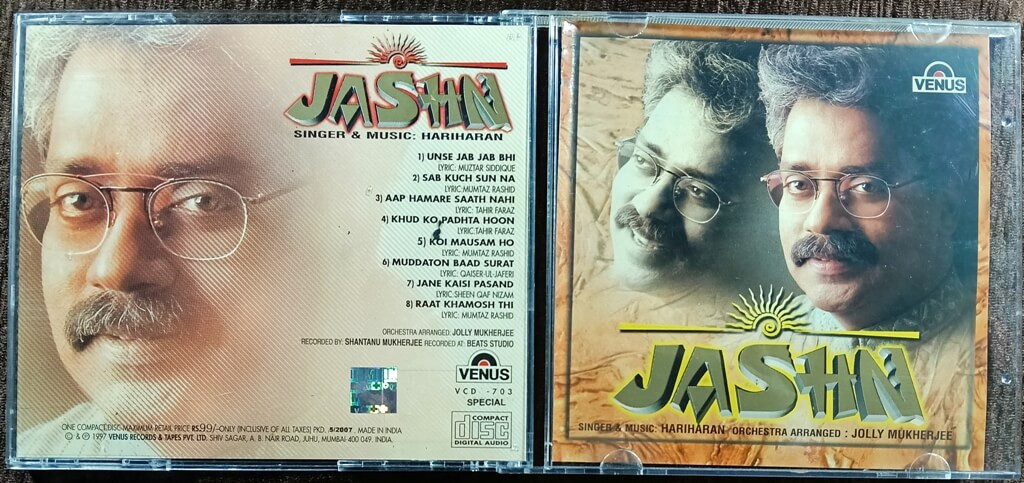 JASHN
SINGER & MUSIC: HARIHARAN
1) UNSE JAB JAB BHI
LYRIC: MUZTAR SIDDIQUE
2) SAB KUCH SUN NA
LYRIC:MUMTAZ RASHID
3) AAP HAMARE SAATH NAHI
LYRIC: TAHIR FARAZ
4) KHUD KO PADHTA HOON
LYRIC:TAHIR FARAZ
5) KOI MAUSAM HO
LYRIC: MUMTAZ RASHID
6) MUDDATON BAAD SURAT
LYRIC: QAISER-UL-JAFERI
7) JANE KAISI PASAND
LYRIC:SHEEN QAF NIZAM
8) RAAT KHAMOSH THI
LYRIC: MUMTAZ RASHID
ORCHESTRA ARRANGED: JOLLY MUKHERJEE
RECORDED BY: SHANTANU MUKHERJEE RECORDED AT: BEATS STUDIO
VENUS
VCD -703
SPECIAL
COMPACT
disc
DIGITAL AUDIO
ONE COMPACT DISC MAXIMUM RETAIL PRICE RS.99/-ONLY (INCLUSIVE OF ALL TAXES) PKD. 5/2007 . MADE IN INDIA
© & ℗ 1997 VENUS RECORDS & TAPES PVT. LTD. SHIV SAGAR, A. B. NAIR ROAD, JUHU, MUMBAI-400 049. INDIA.
VENUS
JASHN
SINGER & MUSIC: HARIHARAN ORCHESTRA ARRANGED : JOLLY MUKHERJEE